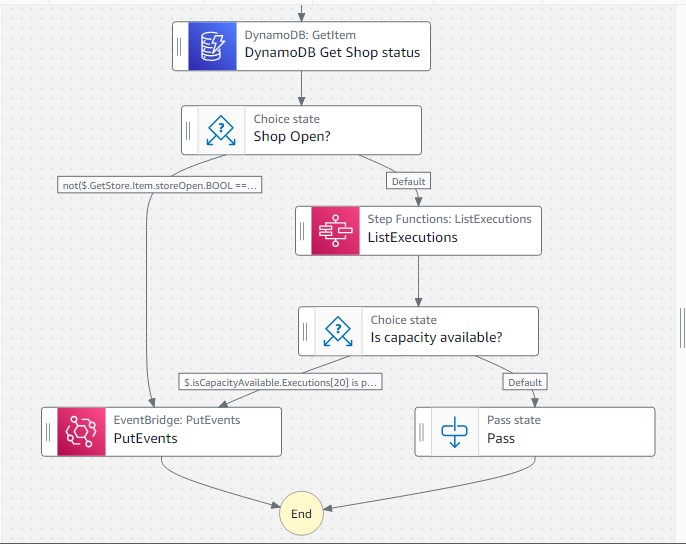 DynamoDB: GetItem
DynamoDB Get Shop status
Choice state
Shop Open?
not($.GetStore.Item.storeOpen.BOOL ==...
Default
Step Functions: ListExecutions
ListExecutions
Choice state
Is capacity available?
$.isCapacityAvailable.Executions[20] is p...
Default
EventBridge: PutEvents
PutEvents
Pass state
Pass
End